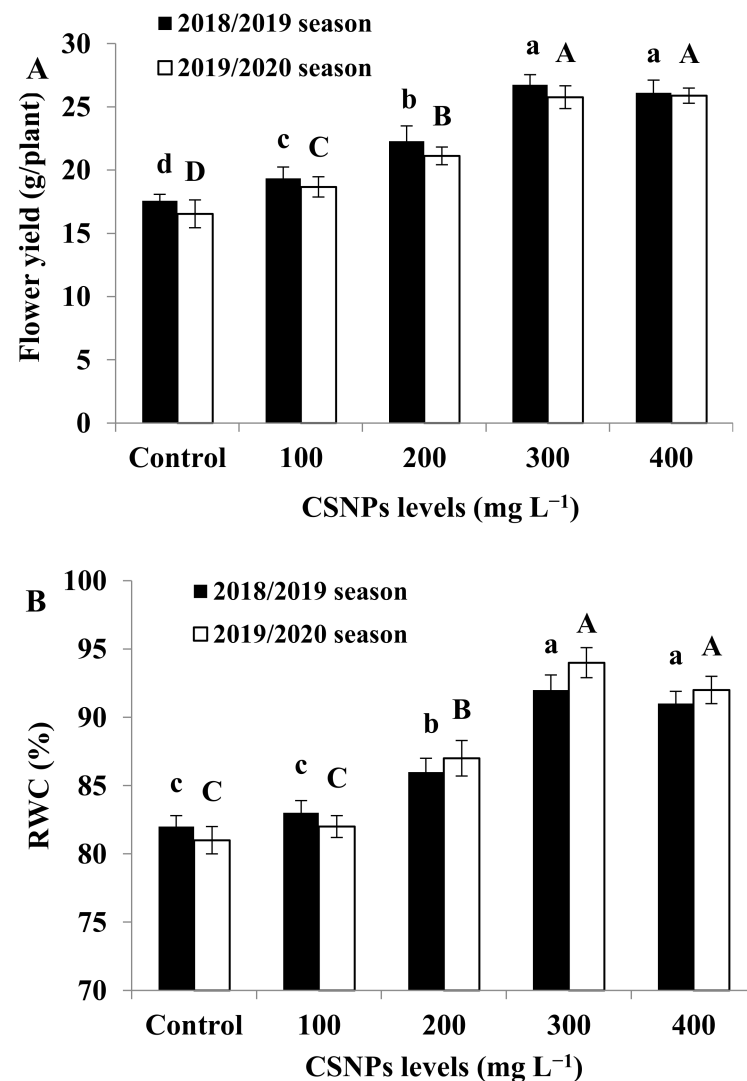 A
2018/2019 season
2019/2020 season
Flower yield (g/plant)
30
25
20
15
10
5
0
d D
c C
b B
a A
a A
Control 100 200 300 400
CSNPs levels (mg L⁻¹)
B
2018/2019 season
2019/2020 season
RWC (%)
100
95
90
85
80
75
70
c C
c C
b B
a A
a A
Control 100 200 300 400
CSNPs levels (mg L⁻¹)